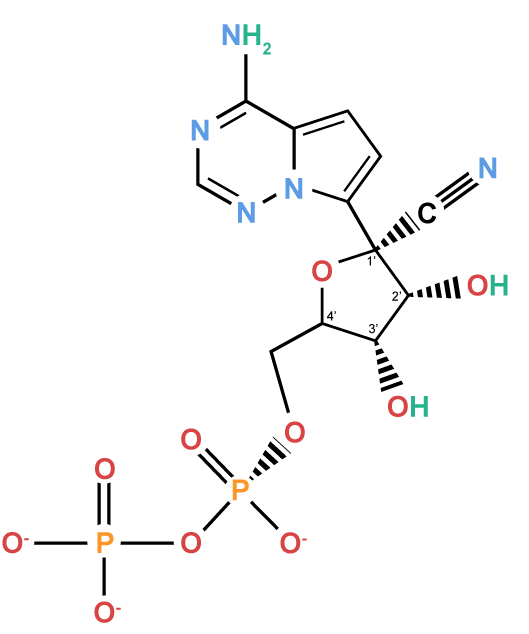 NH2
N
N
N
C
N
O
1'
2'
OH
4'
3'
OH
O
O
O
P
P
O
O-
O-
O-